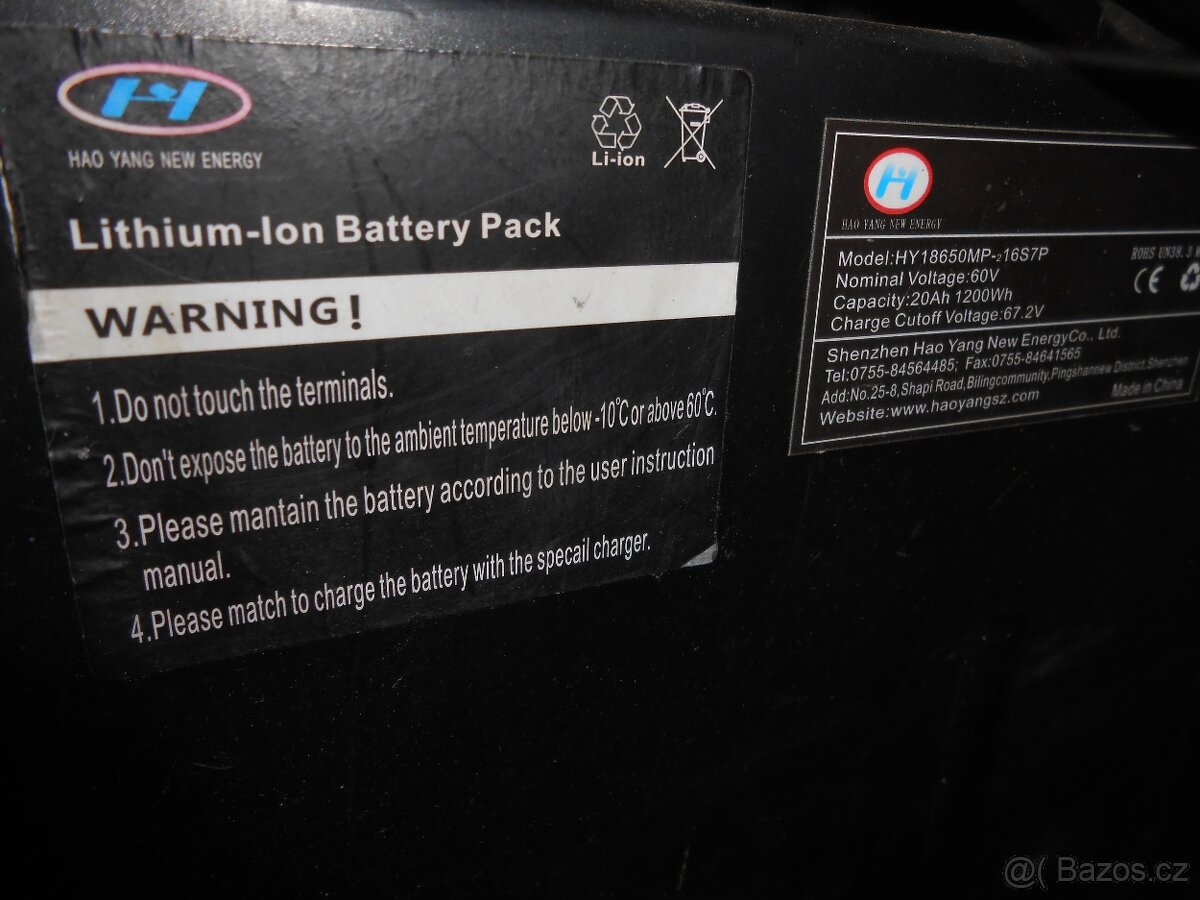 HAO YANG NEW ENERGY
Li-ion
Lithium-Ion Battery Pack
WARNING!
1.Do not touch the terminals.
2.Don't expose the battery to the ambient temperature below -10°C or above 60°C.
3.Please mantain the battery according to the user instruction
manual.
4.Please match to charge the battery with the specail charger.
HAO YANG NEW ENERGY
Model:HY18650MP-216S7P
Nominal Voltage:60V
Capacity:20Ah 1200Wh
Charge Cutoff Voltage:67.2V
ROHS UN38.3
CE
Shenzhen Hao Yang New EnergyCo., Ltd.
Tel:0755-84564485; Fax:0755-84641565
Add:No.25-8,Shapi Road,Bilingcommunity,Pingshannew District,Shenzhen
Website:www.haoyangsz.com
Made in China
@( Bazos.cz